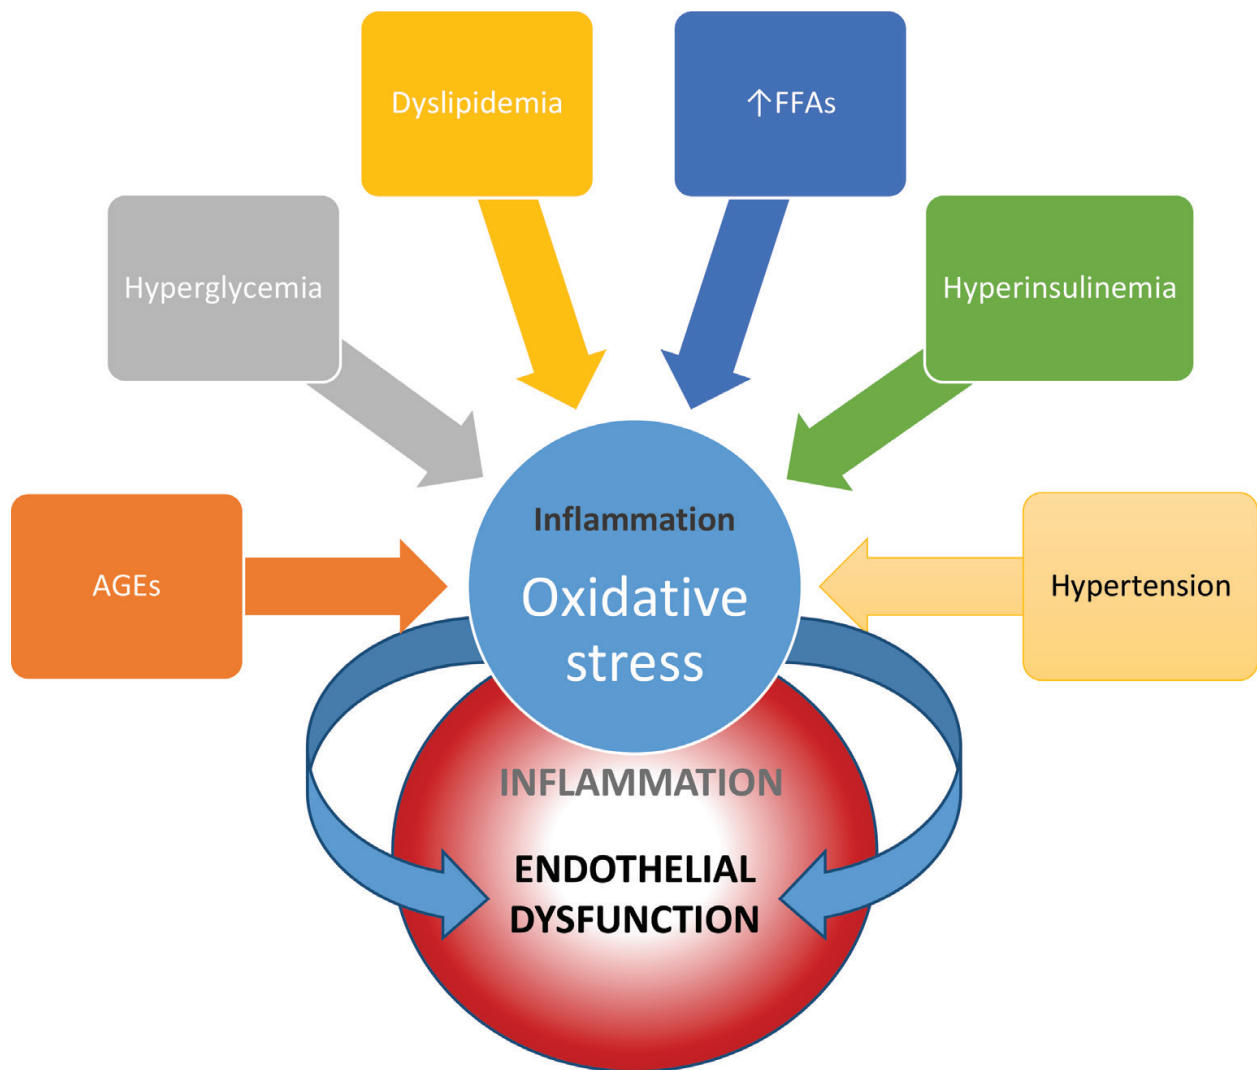 Dyslipidemia
↑FFAs
Hyperglycemia
Hyperinsulinemia
AGEs
Inflammation
Oxidative
stress
Hypertension
INFLAMMATION
ENDOTHELIAL
DYSFUNCTION